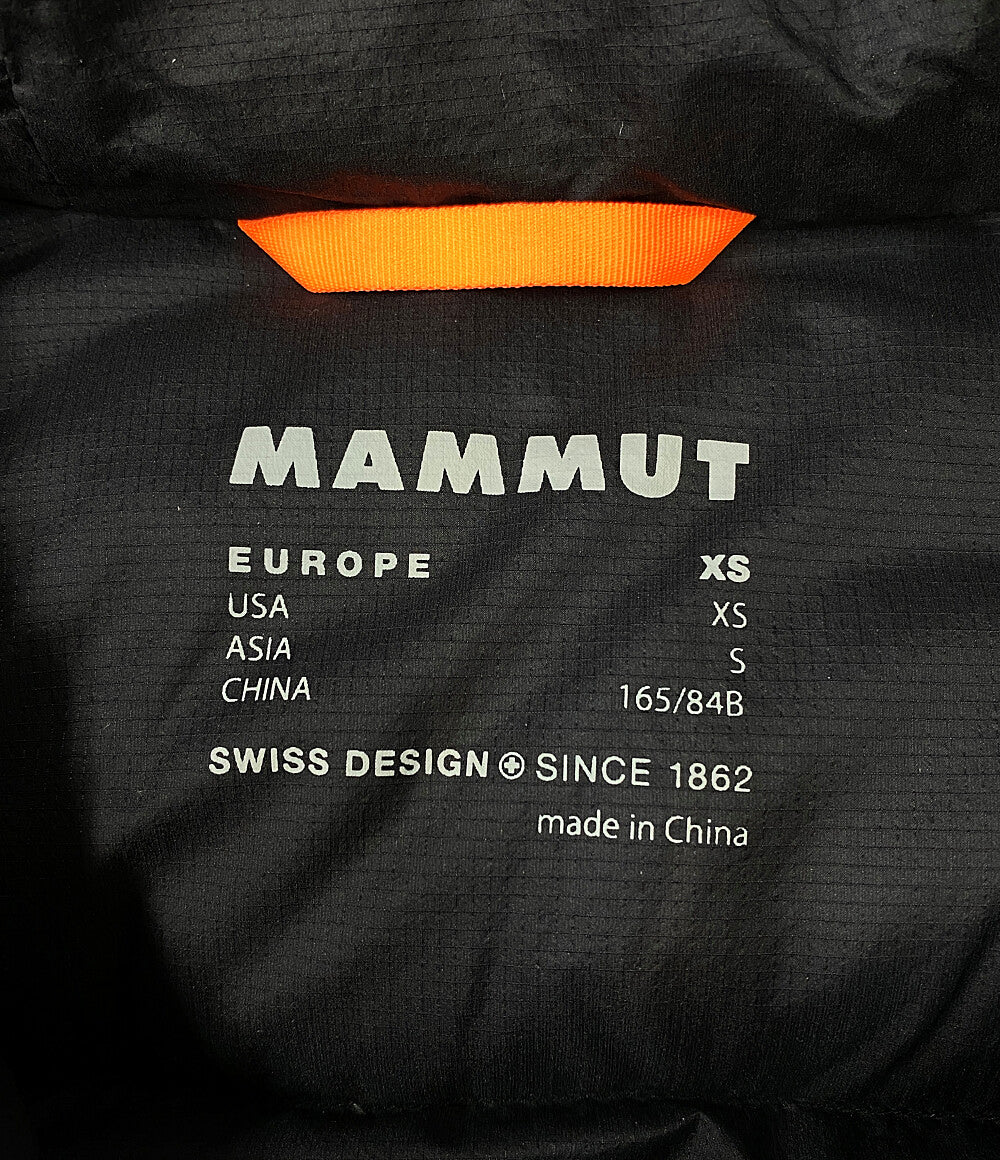 MAMMUT
EUROPE XS
USA XS
ASIA S
CHINA 165/84B
SWISS DESIGN SINCE 1862
made in China